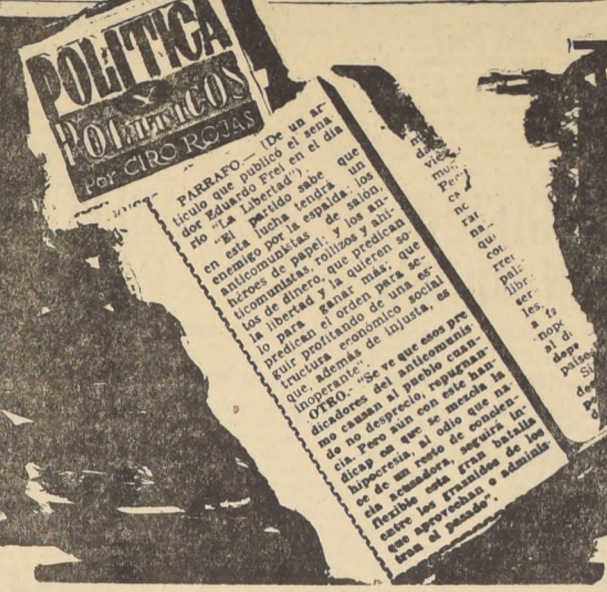 POLITICA
Y
POLITICOS
por CIRO ROJAS
PARRAFO.— (De un ar-
tículo que publicó el sena-
dor Eduardo Frei en el día
rio "La Libertad").
"El partido sabe que
en esta lucha tendrá un
enemigo por la espalda: los
anticomunistas de salón,
héroes de papel; y los an-
ticomunistas, rollizos y ahí-
tos de dinero, que predican
la libertad y la quieren só
lo para ganar más; que
predican el orden para se-
guir profitando de una es-
tructura económico social
que, además de injusta, es
inoperante".
OTRO.- "Se ve que esos pre
dicadores del anticomunis-
mo causan al pueblo cuan-
do no desprecio, repugnan-
cia. Pero aún con este han-
dicap en que se mezcla la
hipocresía, al odio que na-
ce de un resto de concien-
cia acusadora, seguirá in-
flexible esta gran batalla
entre los graznidos de los
que aprovechan o adminis
tran el pasado".